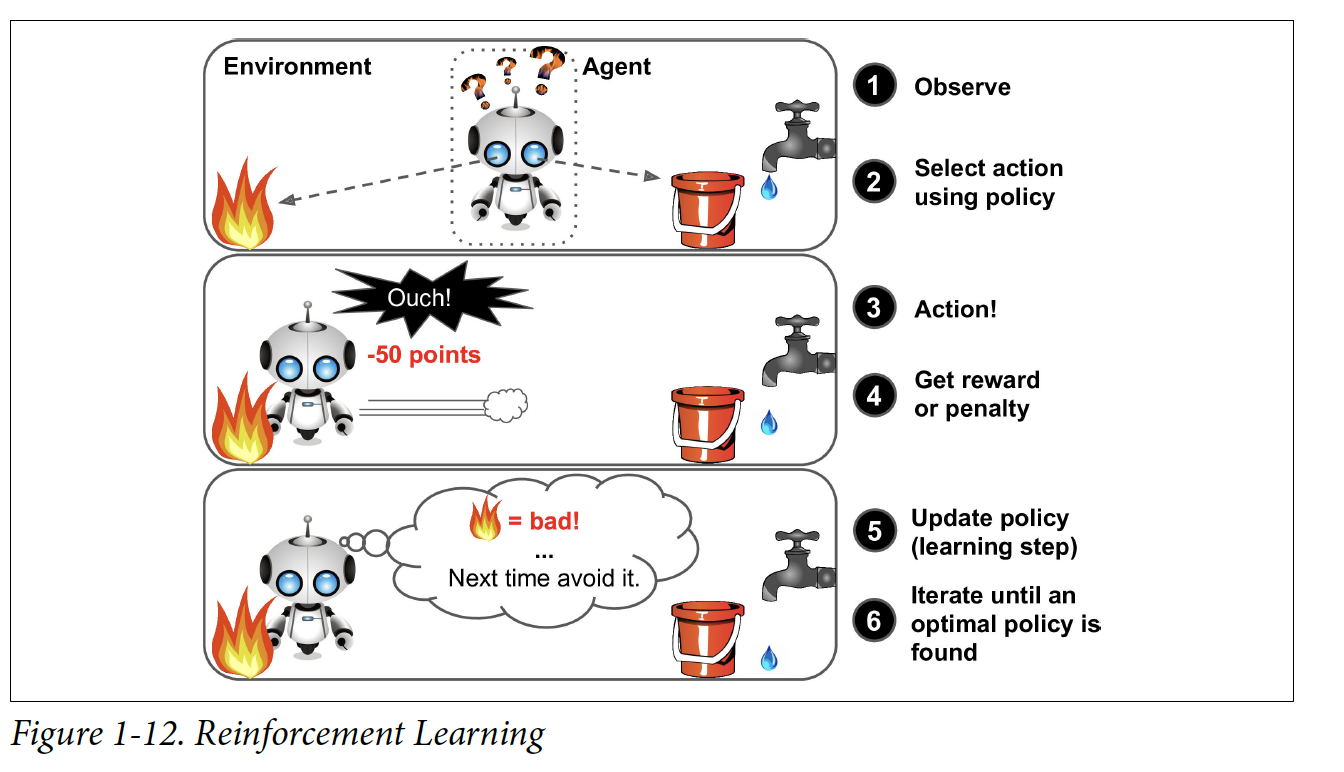 Environment
Agent
? ? ?
1 Observe
2 Select action
using policy
Ouch!
-50 points
3 Action!
4 Get reward
or penalty
= bad!
...
Next time avoid it.
5 Update policy
(learning step)
6 Iterate until an
optimal policy is
found
Figure 1-12. Reinforcement Learning